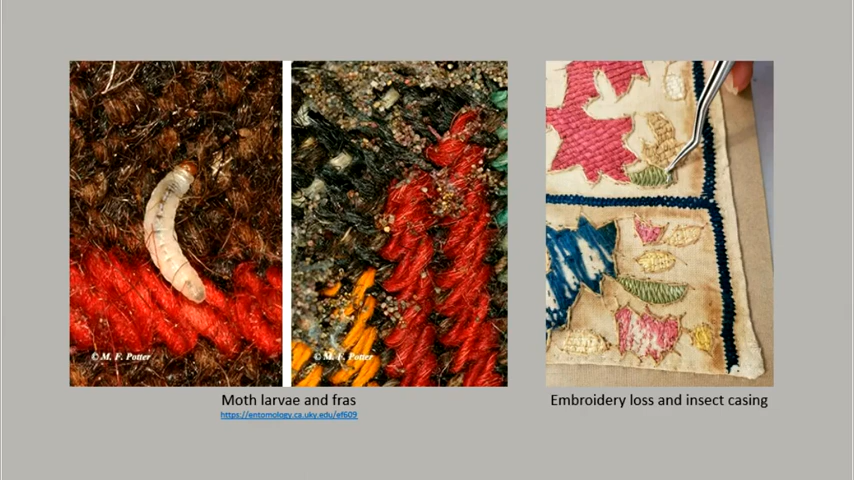 © M. F. Potter
© M. F. Potter
Moth larvae and fras
https://entomology.ca.uky.edu/ef609
Embroidery loss and insect casing